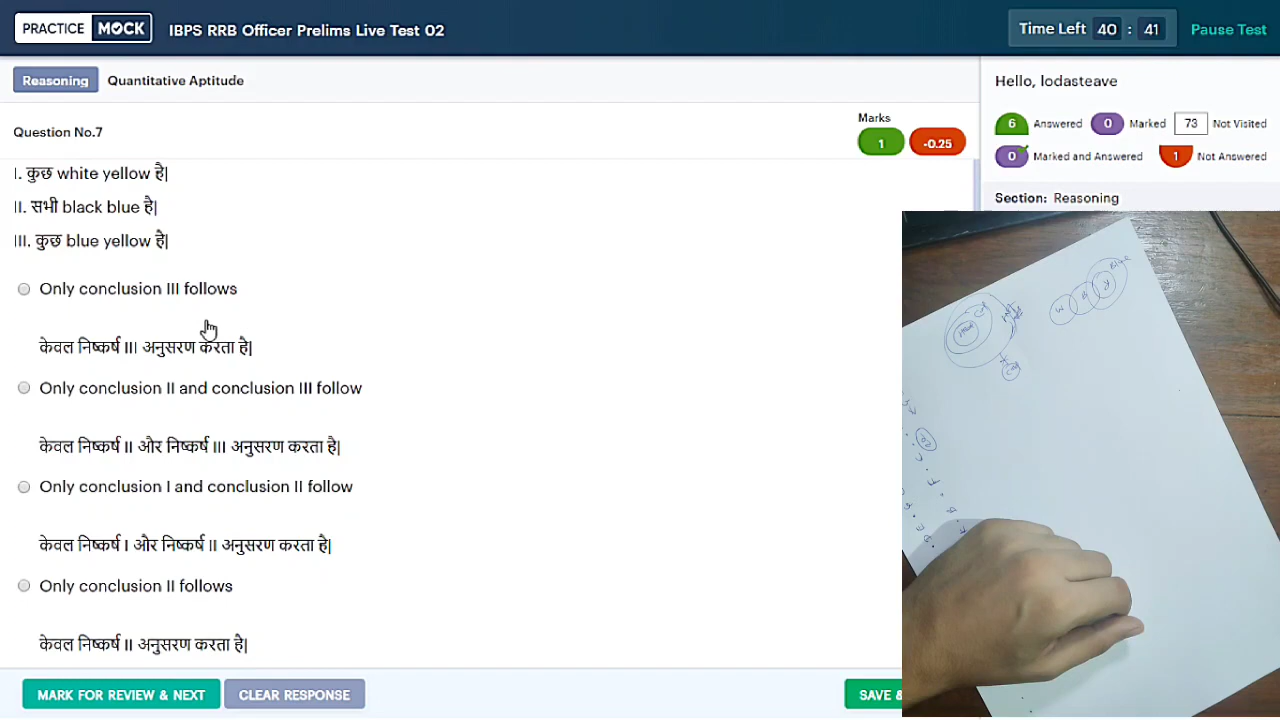 PRACTICE MOCK
IBPS RRB Officer Prelims Live Test 02
Time Left 40 : 41
Pause Test
Reasoning
Quantitative Aptitude
Hello, lodasteave
Question No.7
Marks
1
-0.25
6 Answered
0 Marked
73 Not Visited
0 Marked and Answered
1 Not Answered
Section: Reasoning
I. कुछ white yellow है|
II. सभी black blue है|
III. कुछ blue yellow है|
Only conclusion III follows
केवल निष्कर्ष III अनुसरण करता है|
Only conclusion II and conclusion III follow
केवल निष्कर्ष II और निष्कर्ष III अनुसरण करता है|
Only conclusion I and conclusion II follow
केवल निष्कर्ष I और निष्कर्ष II अनुसरण करता है|
Only conclusion II follows
केवल निष्कर्ष II अनुसरण करता है|
MARK FOR REVIEW & NEXT
CLEAR RESPONSE
SAVE &
Blue
W
B
Y